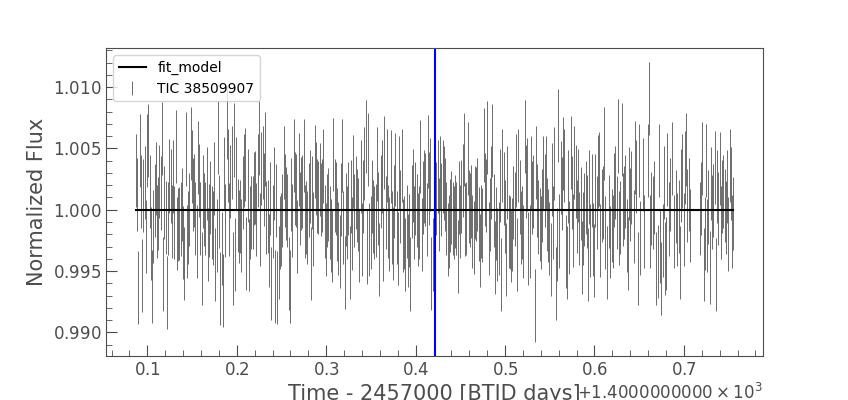 fit_model
TIC 38509907
Normalized Flux
1.010
1.005
1.000
0.995
0.990
0.1 0.2 0.3 0.4 0.5 0.6 0.7
Time - 2457000 [BTJD days]
+1.4000000000 × 10³